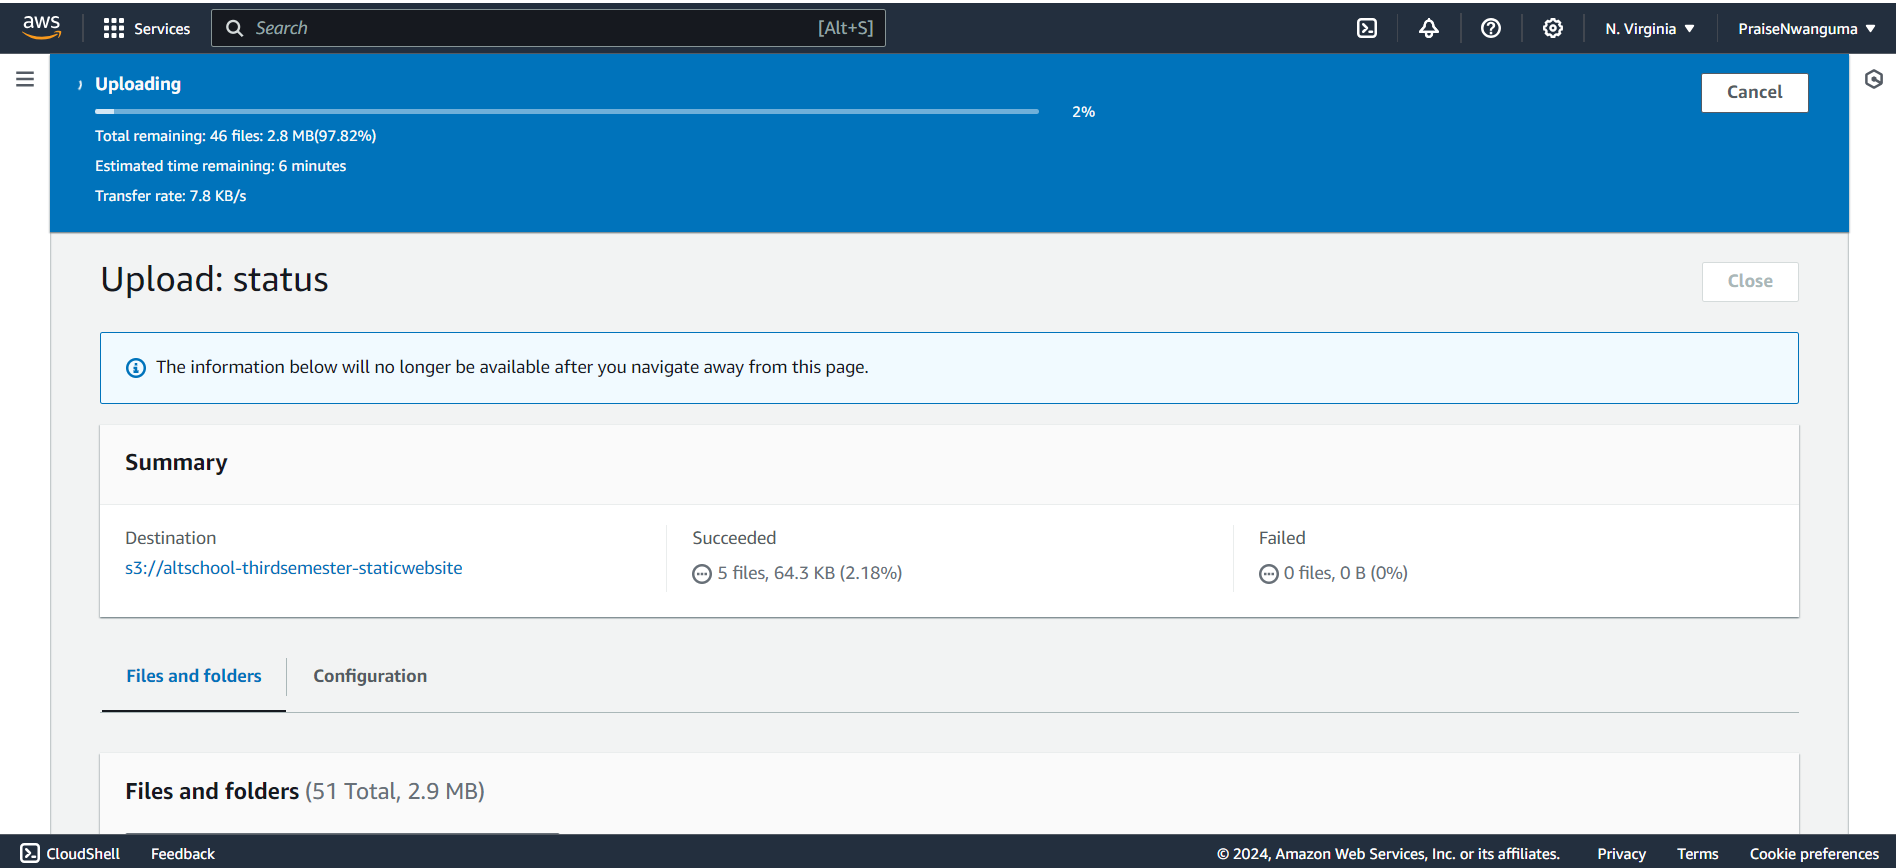 aws Services Search [Alt+S] N. Virginia PraiseNwanguma
Uploading
2%
Cancel
Total remaining: 46 files: 2.8 MB(97.82%)
Estimated time remaining: 6 minutes
Transfer rate: 7.8 KB/s
Upload: status
Close
The information below will no longer be available after you navigate away from this page.
Summary
Destination
s3://altschool-thirdsemester-staticwebsite
Succeeded
5 files, 64.3 KB (2.18%)
Failed
0 files, 0 B (0%)
Files and folders Configuration
Files and folders (51 Total, 2.9 MB)
CloudShell Feedback © 2024, Amazon Web Services, Inc. or its affiliates. Privacy Terms Cookie preferences